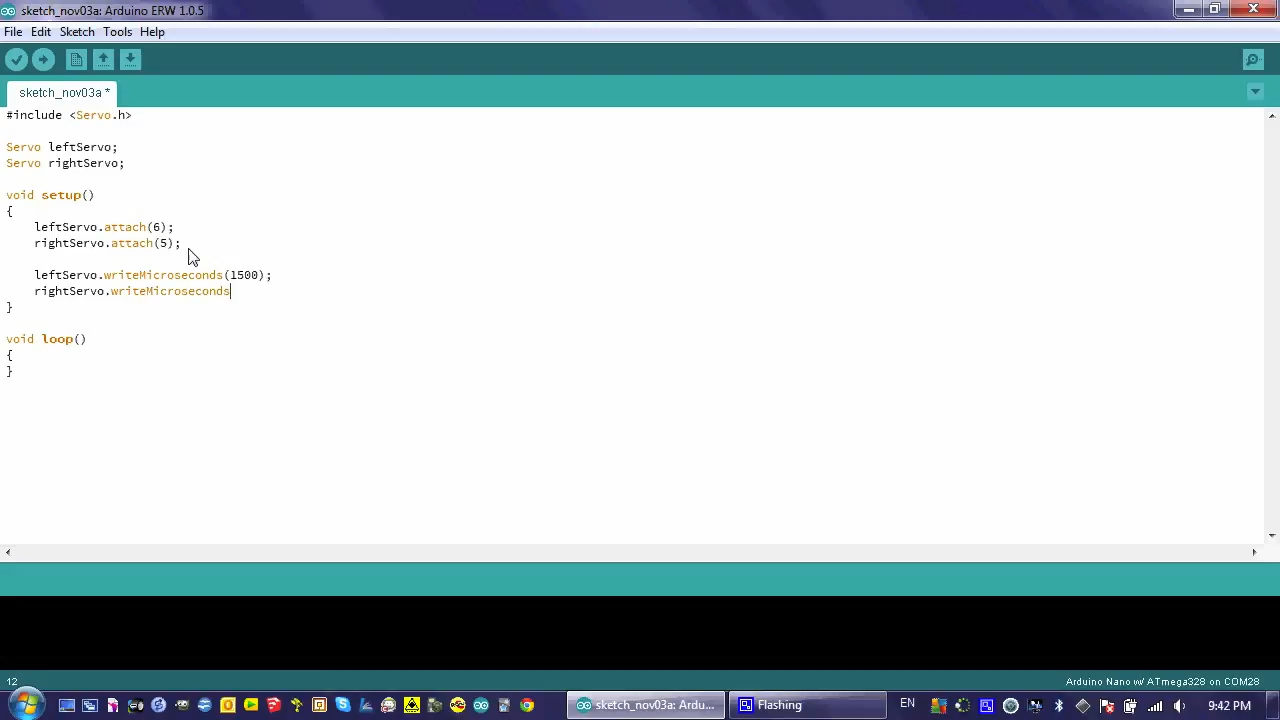 sketch_nov03a: Arduino ERW 1.0.5
File Edit Sketch Tools Help
sketch_nov03a *
#include <Servo.h>
Servo leftServo;
Servo rightServo;
void setup()
{
leftServo.attach(6);
rightServo.attach(5);
leftServo.writeMicroseconds(1500);
rightServo.writeMicroseconds
}
void loop()
{
}
12
Arduino Nano w/ ATmega328 on COM28
sketch_nov03a: Ardu...
Flashing
EN
9:42 PM